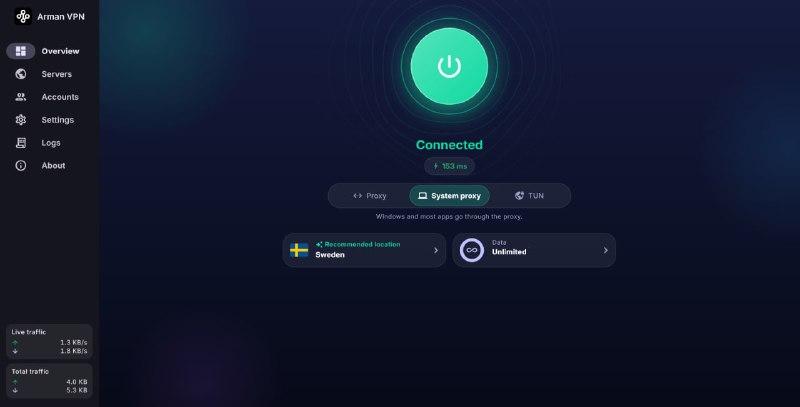 Arman VPN
Overview
Servers
Accounts
Settings
Logs
About
Live traffic
↑ 1.3 KB/s
↓ 1.8 KB/s
Total traffic
↑ 4.0 KB
↓ 5.3 KB
Connected
153 ms
Proxy
System proxy
TUN
Windows and most apps go through the proxy.
Recommended location
Sweden
Data
Unlimited